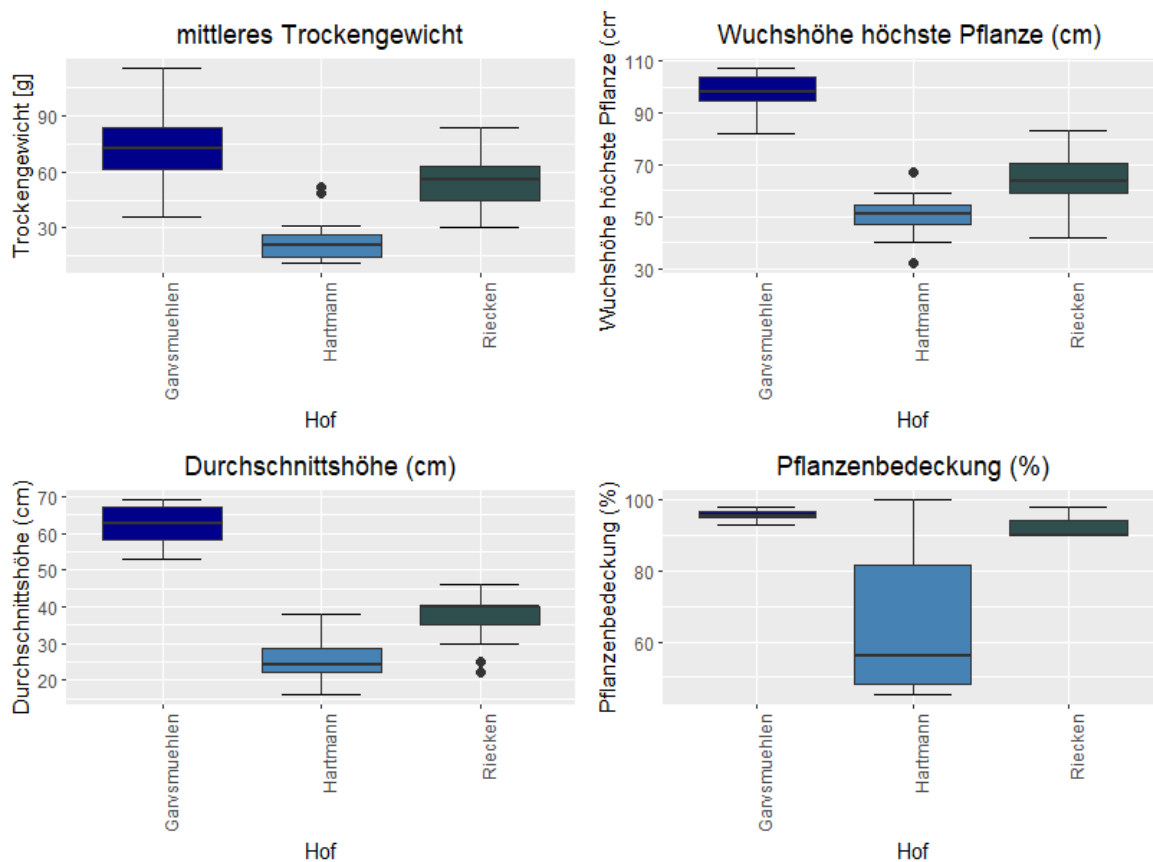 mittleres Trockengewicht
Trockengewicht [g]
90
60
30
Garvsmuehlen
Hartmann
Riecken
Hof
Wuchshöhe höchste Pflanze (cm)
Wuchshöhe höchste Pflanze (cm
110
90
70
50
30
Garvsmuehlen
Hartmann
Riecken
Hof
Durchschnittshöhe (cm)
Durchschnittshöhe (cm)
70
60
50
40
30
20
Garvsmuehlen
Hartmann
Riecken
Hof
Pflanzenbedeckung (%)
Pflanzenbedeckung (%)
100
80
60
Garvsmuehlen
Hartmann
Riecken
Hof